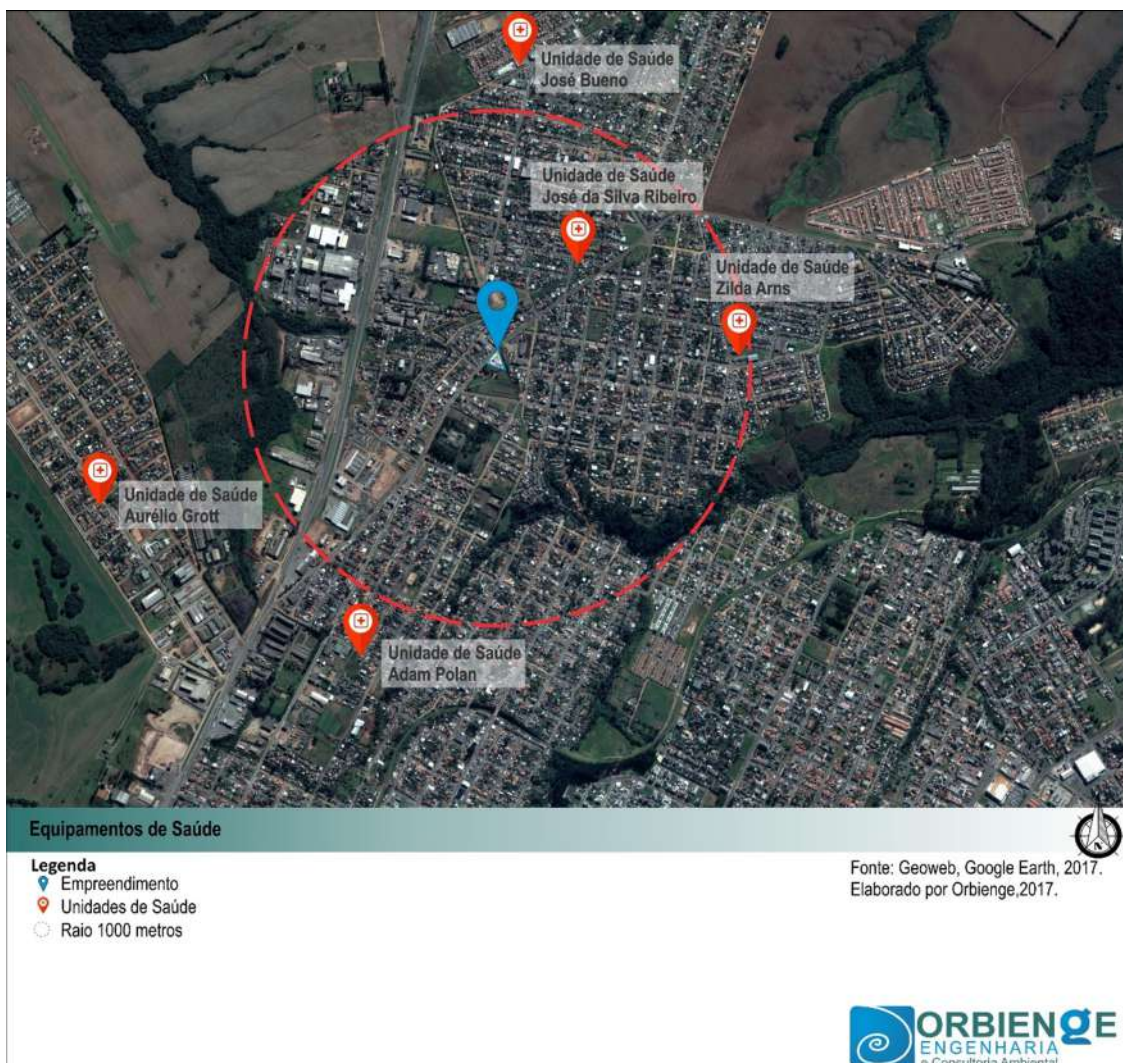 Unidade de Saúde
José Bueno
Unidade de Saúde
José da Silva Ribeiro
Unidade de Saúde
Zilda Arns
Unidade de Saúde
Aurélio Grott
Unidade de Saúde
Adam Polan
Equipamentos de Saúde
N
Legenda
Empreendimento
Unidades de Saúde
Raio 1000 metros
Fonte: Geoweb, Google Earth, 2017.
Elaborado por Orbienge,2017.
ORBIENGE
ENGENHARIA
e Consultoria Ambiental